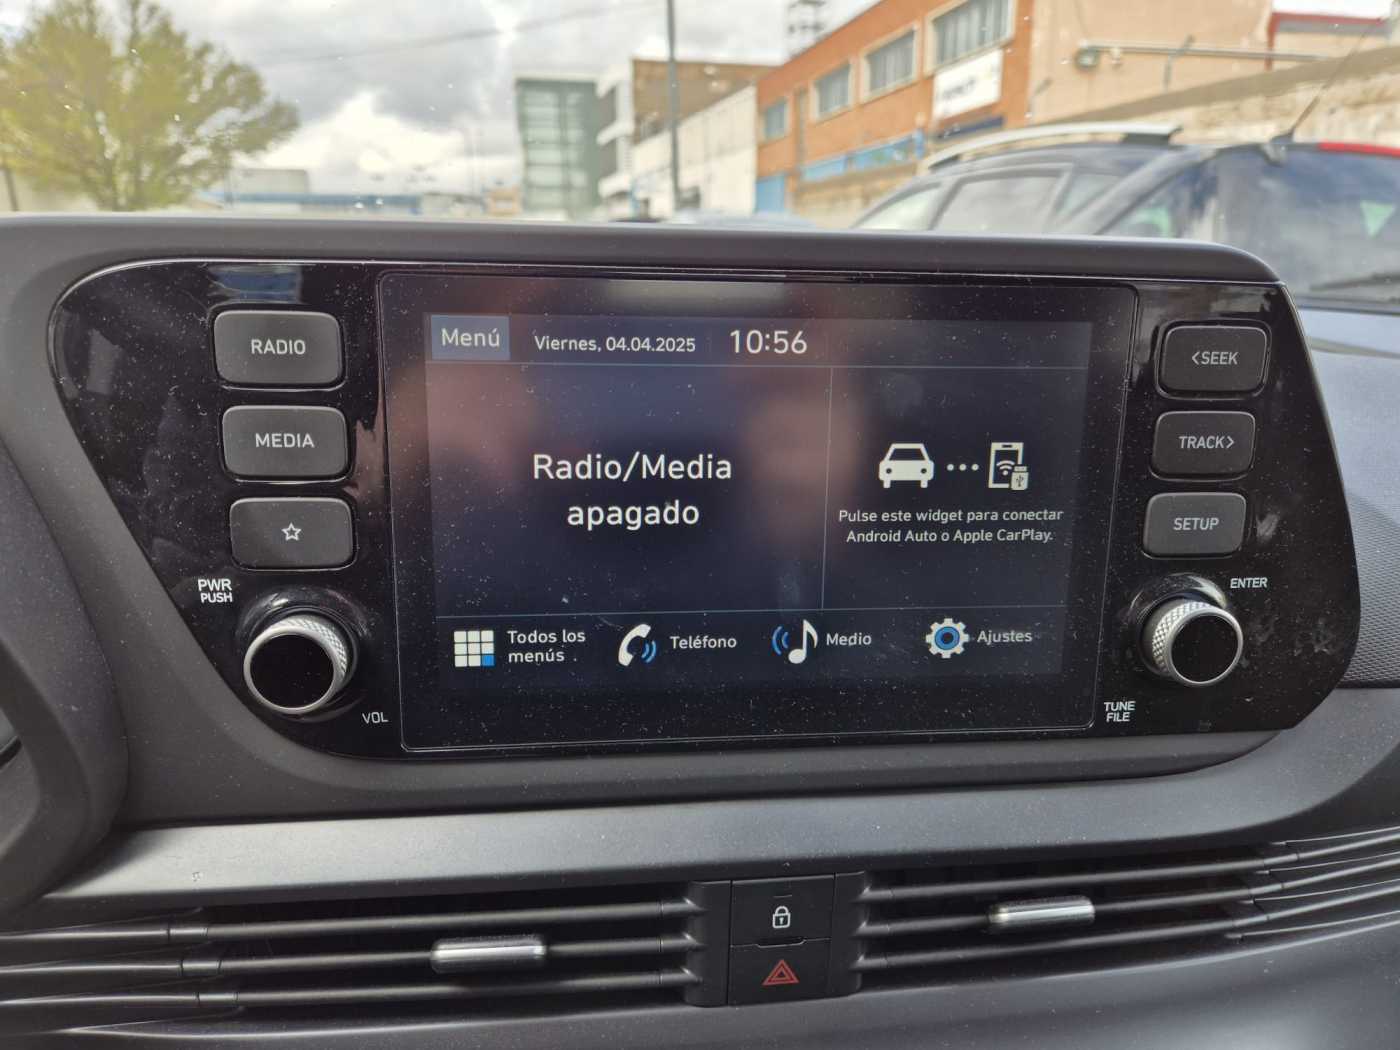 RADIO
MEDIA
PWR
PUSH
VOL
Menú
Viernes, 04.04.2025
10:56
Radio/Media
apagado
Pulse este widget para conectar
Android Auto o Apple CarPlay.
Todos los
menús
Teléfono
Medio
Ajustes
<SEEK
TRACK>
SETUP
ENTER
TUNE
FILE